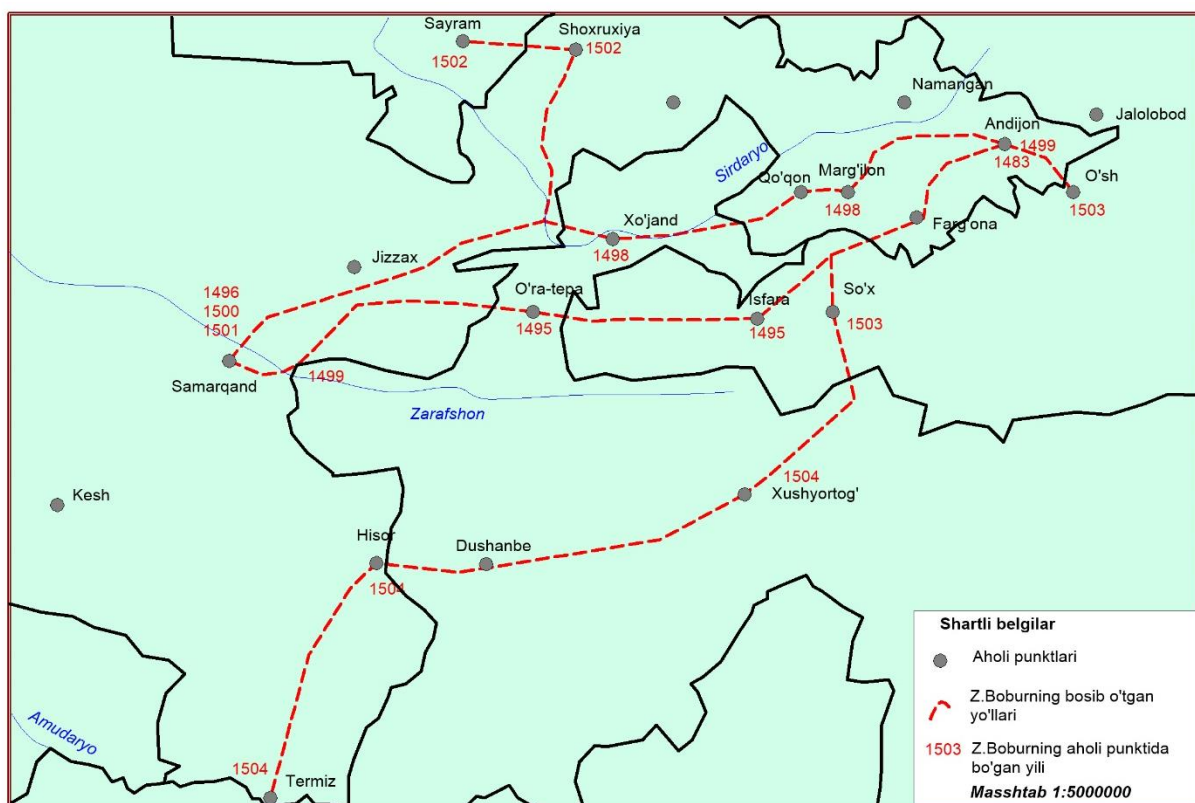 Sayram
Shoxruxiya
1502
1502
Namangan
Jalolobod
Andijon
1499
1483
Sirdaryo
Qo'qon
Marg'ilon
O'sh
1498
1503
Xo'jand
Farg'ona
1498
Jizzax
1496
1500
1501
O'ra-tepa
Isfara
So'x
1495
1495
1503
Samarqand
1499
Zarafshon
1504
Kesh
Xushyortog'
Hisor
Dushanbe
1504
Amudaryo
1504
Termiz
Shartli belgilar
Aholi punktlari
Z.Boburning bosib o'tgan
yo'llari
1503 Z.Boburning aholi punktida
bo'gan yili
Masshtab 1:5000000